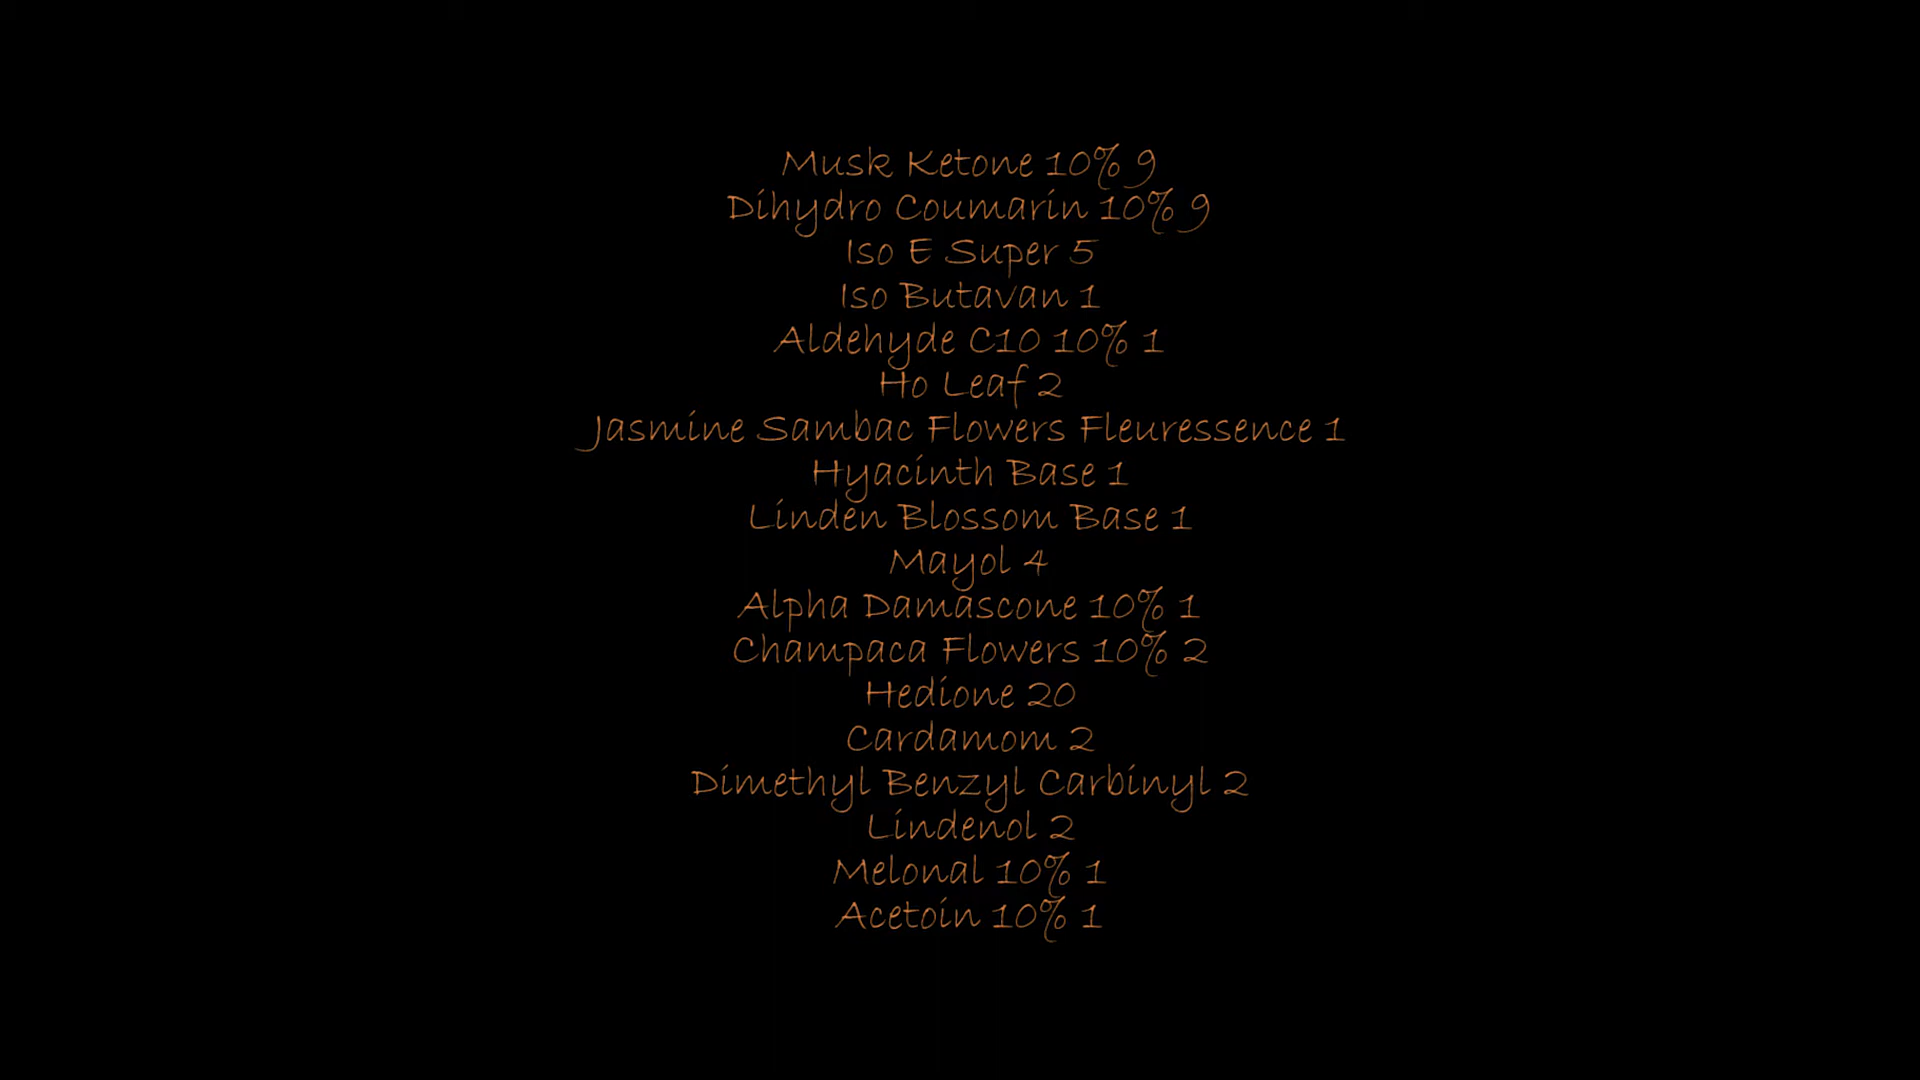 Musk Ketone 10% 9
Dihydro Coumarin 10% 9
Iso E Super 5
Iso Butavan 1
Aldehyde C10 10% 1
Ho Leaf 2
Jasmine Sambac Flowers Fleuressence 1
Hyacinth Base 1
Linden Blossom Base 1
Mayol 4
Alpha Damascone 10% 1
Champaca Flowers 10% 2
Hedione 20
Cardamom 2
Dimethyl Benzyl Carbinyl 2
Lindenol 2
Melonal 10% 1
Acetoin 10% 1